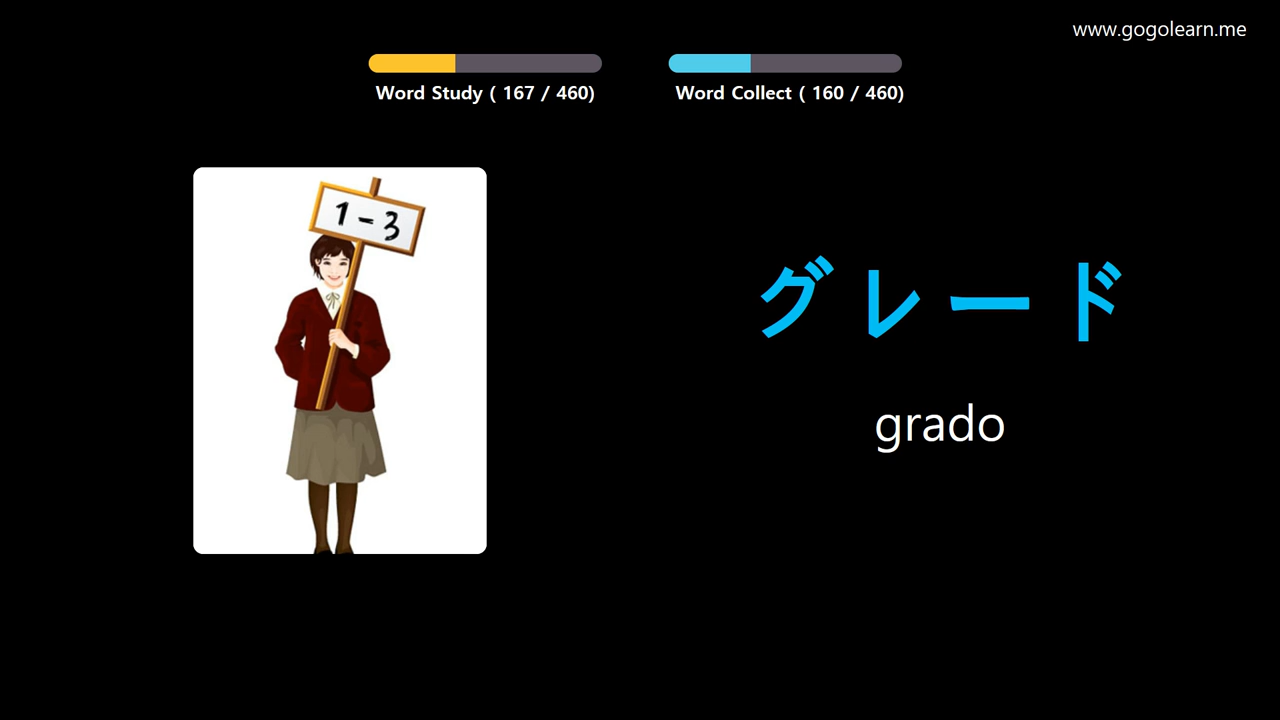 www.gogolearn.me
Word Study ( 167 / 460)
Word Collect ( 160 / 460)
1 - 3
グレード
grado